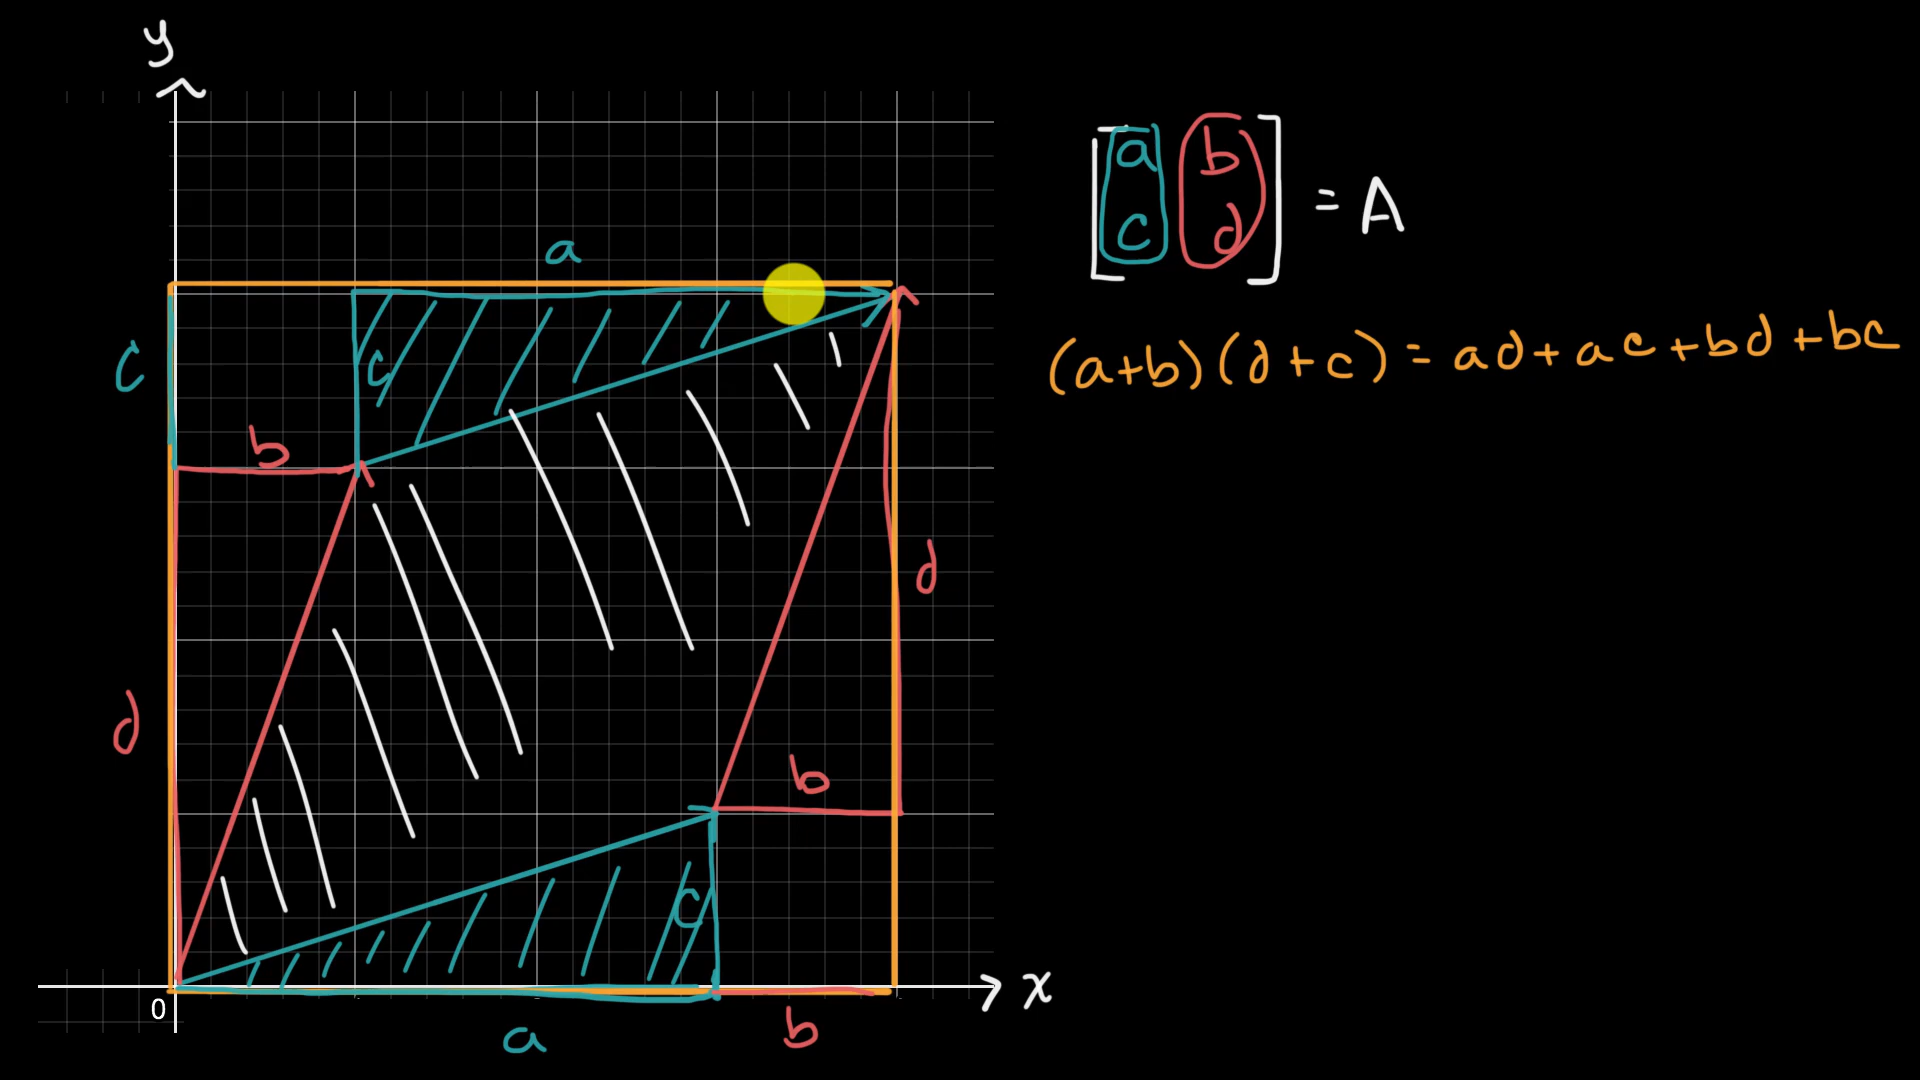 y
a
[a b
c d] = A
c
(a+b)(d+c) = ad+ac+bd+bc
c
b
d
d
b
c
0
x
a
b